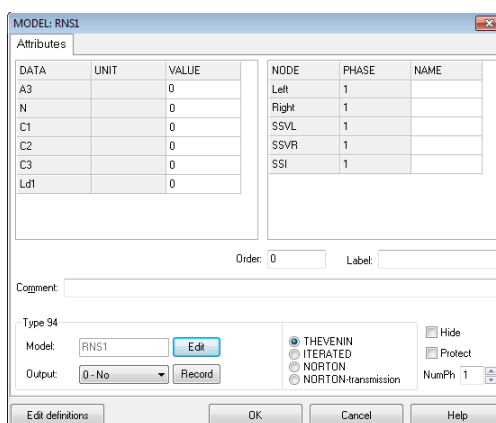 MODEL: RNS1
Attributes
DATA UNIT VALUE
A3 0
N 0
C1 0
C2 0
C3 0
Ld1 0
NODE PHASE NAME
Left 1
Right 1
SSVL 1
SSVR 1
SSI 1
Order: 0 Label:
Comment:
Type 94
Model: RNS1 Edit
Output: 0 - No Record
THEVENIN
ITERATED
NORTON
NORTON-transmission
Hide
Protect
NumPh 1
Edit definitions OK Cancel Help